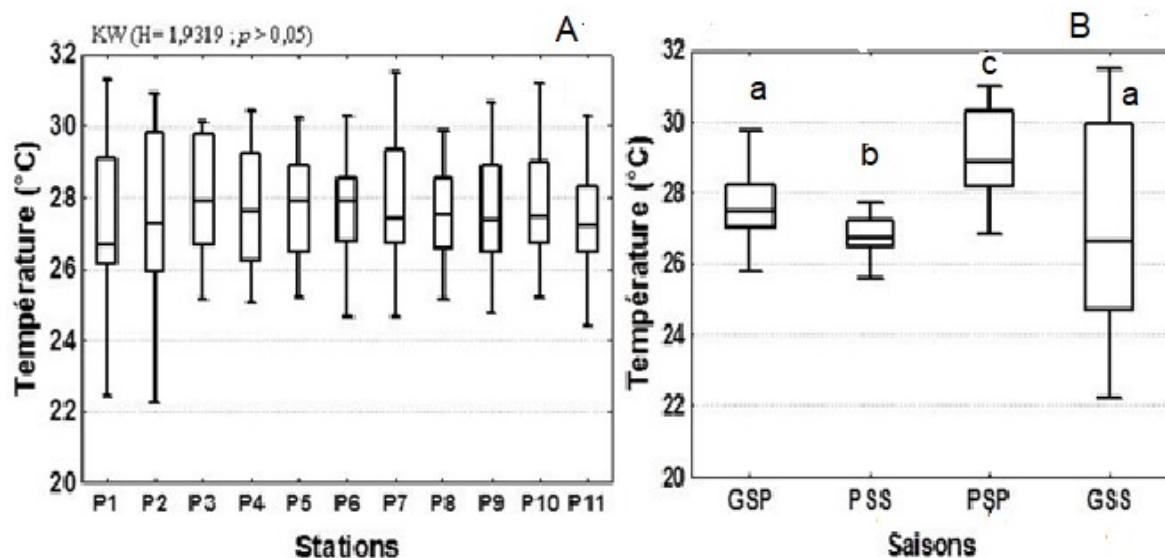 KW (H= 1,9319 ; p > 0,05)
A
Température (°C)
32
30
28
26
24
22
20
P1 P2 P3 P4 P5 P6 P7 P8 P9 P10 P11
Stations
B
Température (°C)
32
30
28
26
24
22
20
a
b
c
a
GSP PSS PSP GSS
Saisons